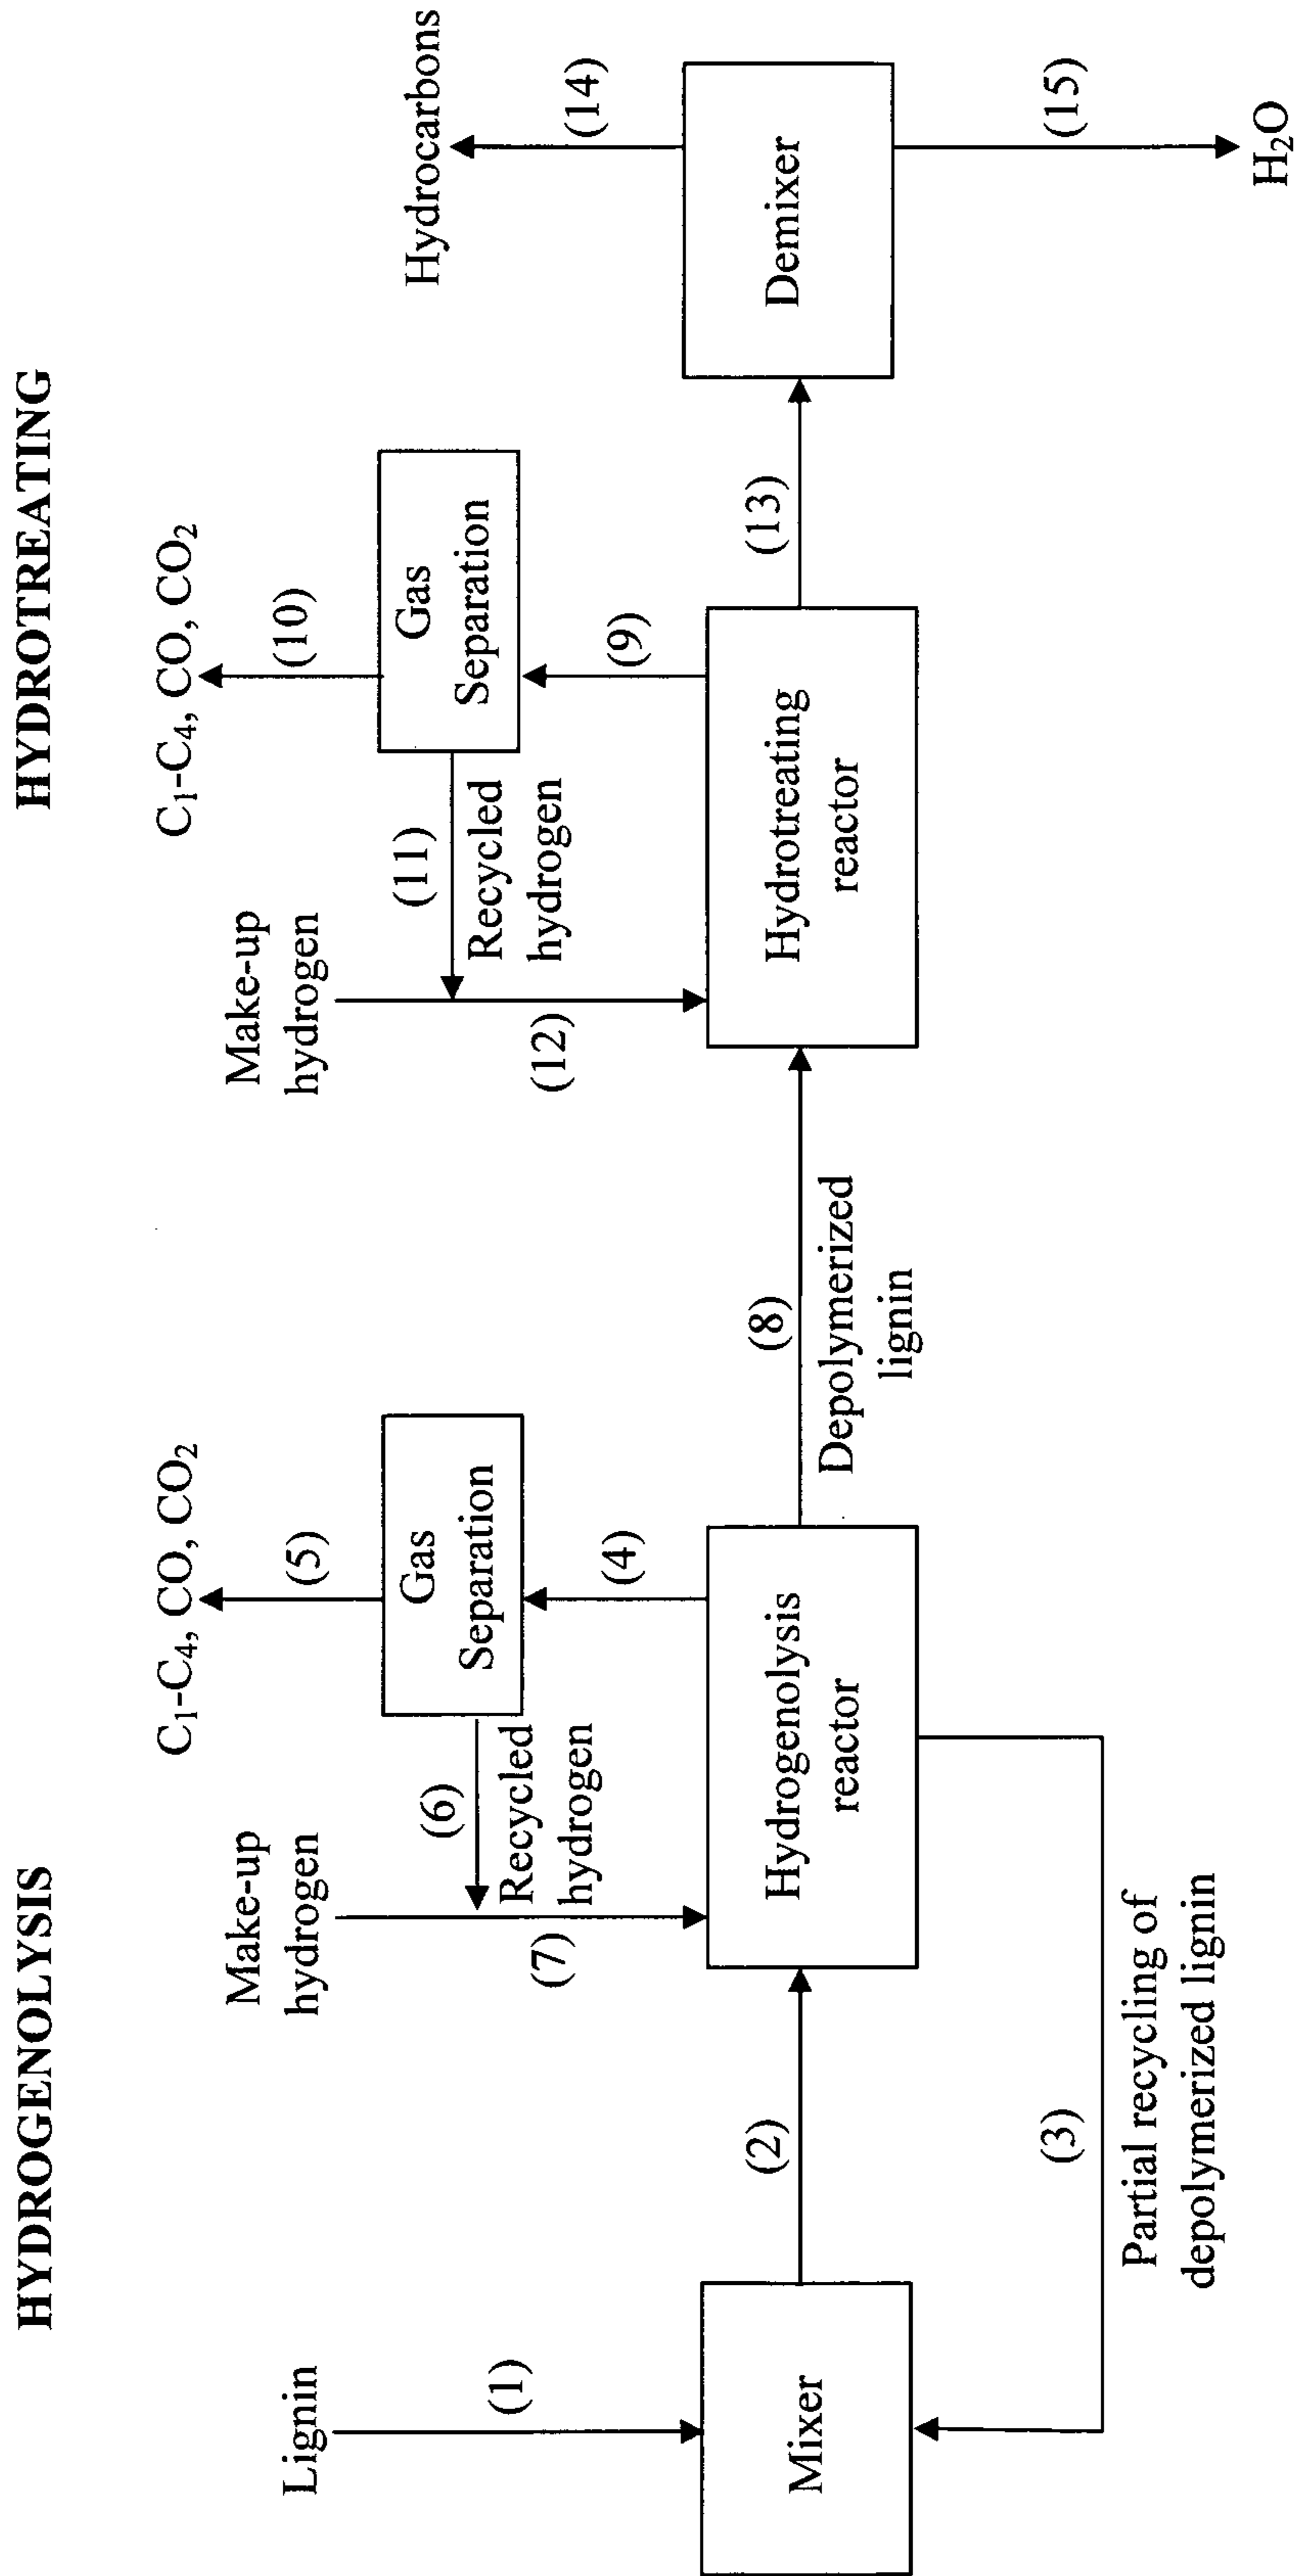 HYDROGENOLYSIS
HYDROTREATING
Lignin
(1)
Mixer
(2)
(3)
Partial recycling of
depolymerized lignin
Make-up
hydrogen
(7)
(6)
Recycled
hydrogen
C₁-C₄, CO, CO₂
(5)
Gas
Separation
(4)
Hydrogenolysis
reactor
(8)
Depolymerized
lignin
Make-up
hydrogen
(12)
(11)
Recycled
hydrogen
C₁-C₄, CO, CO₂
(10)
Gas
Separation
(9)
Hydrotreating
reactor
(13)
Hydrocarbons
(14)
Demixer
(15)
H₂O